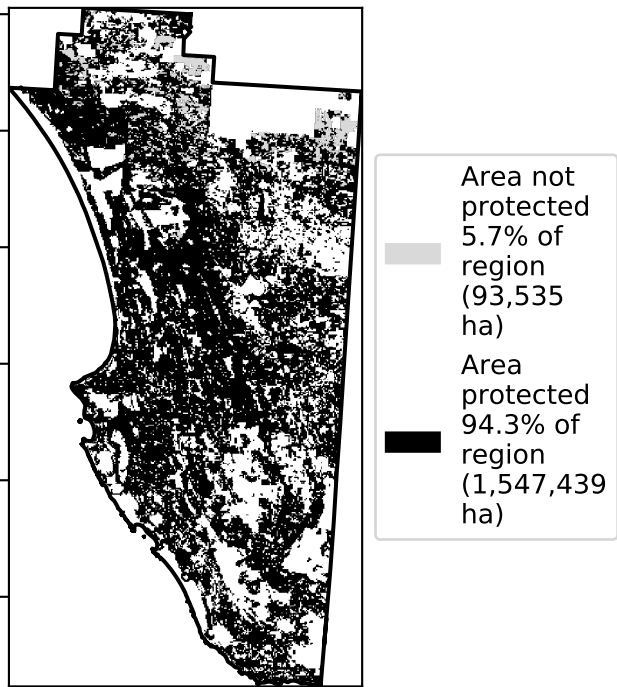 Area not
protected
5.7% of
region
(93,535
ha)
Area
protected
94.3% of
region
(1,547,439
ha)